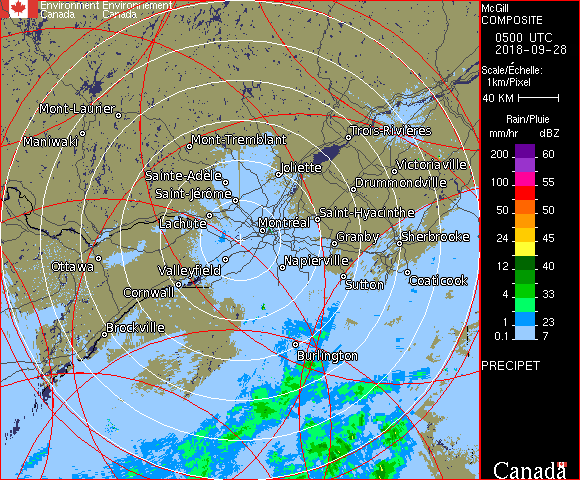 Environment Environnement
Canada Canada
McGill
COMPOSITE
0500 UTC
2018-09-28
Scale/Échelle:
1km/Pixel
40 KM
Rain/Pluie
mm/hr dBZ
200 60
100 55
50 50
24 45
12 40
4 33
1 23
0.1 7
PRECIPET
Canada
Mont-Laurier
Maniwaki
Mont-Tremblant
Trois-Rivières
Joliette
Victoriaville
Sainte-Adèle
Drummondville
Saint-Jérôme
Saint-Hyacinthe
Lachute
Montréal
Granby
Sherbrooke
Ottawa
Valleyfield
Napierville
Coaticook
Sutton
Cornwall
Brockville
Burlington